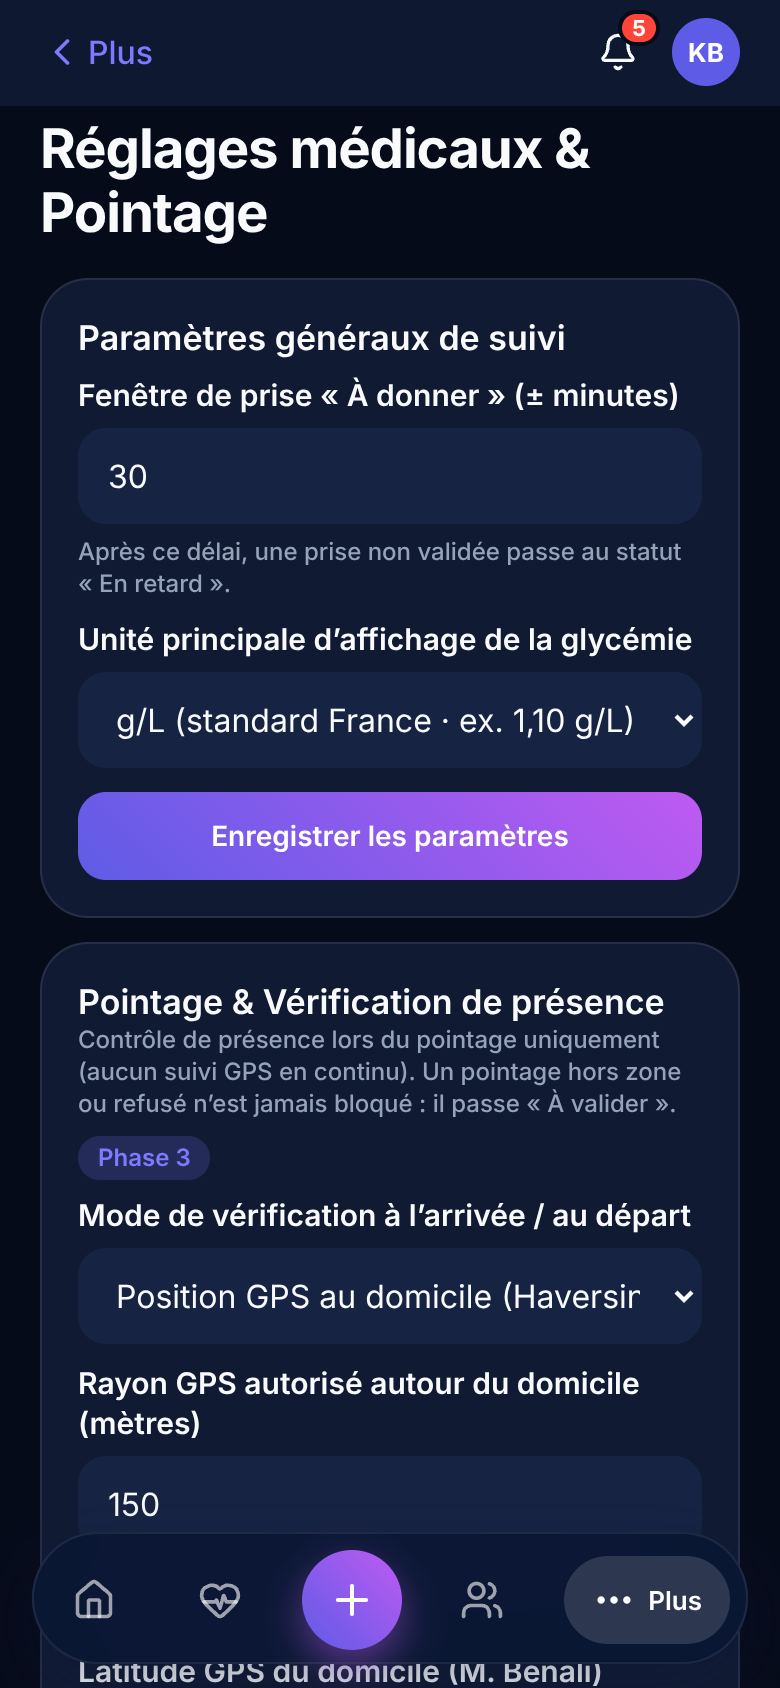 Plus
5
KB
Réglages médicaux &
Pointage
Paramètres généraux de suivi
Fenêtre de prise « À donner » (± minutes)
30
Après ce délai, une prise non validée passe au statut
« En retard ».
Unité principale d’affichage de la glycémie
g/L (standard France · ex. 1,10 g/L)
Enregistrer les paramètres
Pointage & Vérification de présence
Contrôle de présence lors du pointage uniquement
(aucun suivi GPS en continu). Un pointage hors zone
ou refusé n’est jamais bloqué : il passe « À valider ».
Phase 3
Mode de vérification à l’arrivée / au départ
Position GPS au domicile (Haversin
Rayon GPS autorisé autour du domicile
(mètres)
150
Plus
Latitude GPS du domicile (M. Benali)